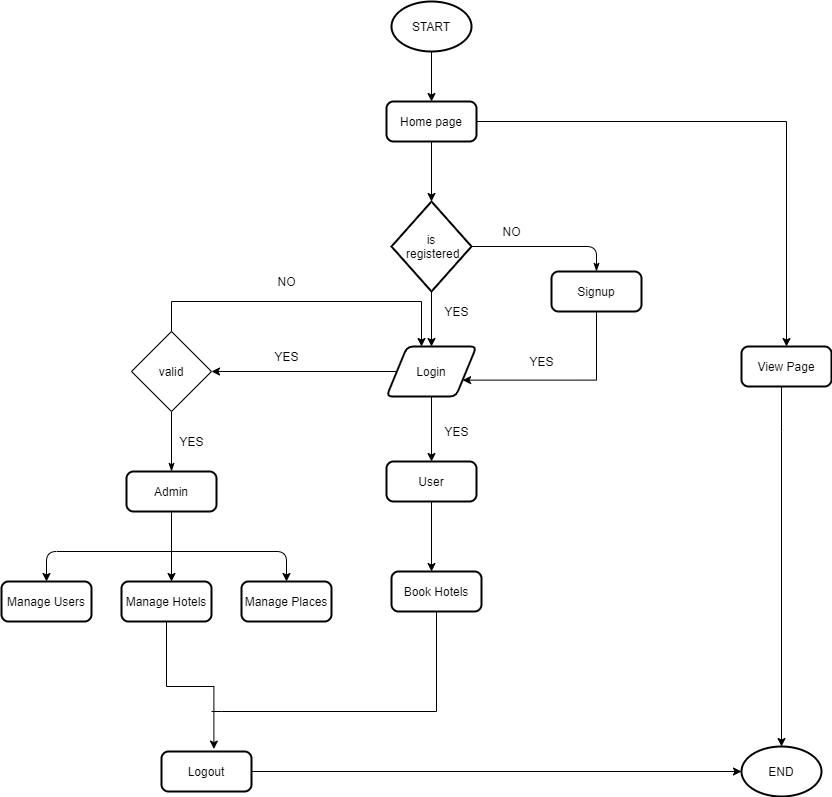 START
Home page
is
registered
NO
Signup
NO
YES
valid
YES
Login
YES
View Page
YES
YES
Admin
User
Manage Users
Manage Hotels
Manage Places
Book Hotels
Logout
END